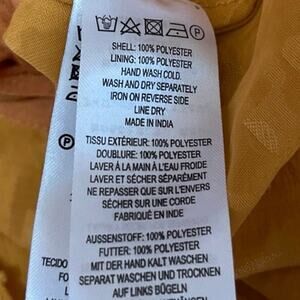 SHELL: 100% POLYESTER
LINING: 100% POLYESTER
HAND WASH COLD.
WASH AND DRY SEPARATELY
IRON ON REVERSE SIDE
LINE DRY
MADE IN INDIA
TISSU EXTÉRIEUR: 100% POLYESTER
DOUBLURE: 100% POLYESTER
LAVER À LA MAIN À L'EAU FROIDE
LAVER ET SÉCHER SÉPARÉMENT
NE REPASSER QUE SUR L'ENVERS
SÉCHER SUR UNE CORDE
FABRIQUÉ EN INDE
AUSSENSTOFF: 100% POLYESTER
FUTTER: 100% POLYESTER
MIT DER HAND KALT WASCHEN
SEPARAT WASCHEN UND TROCKNEN
AUF LINKS BÜGELN
P
TECIDO
FO